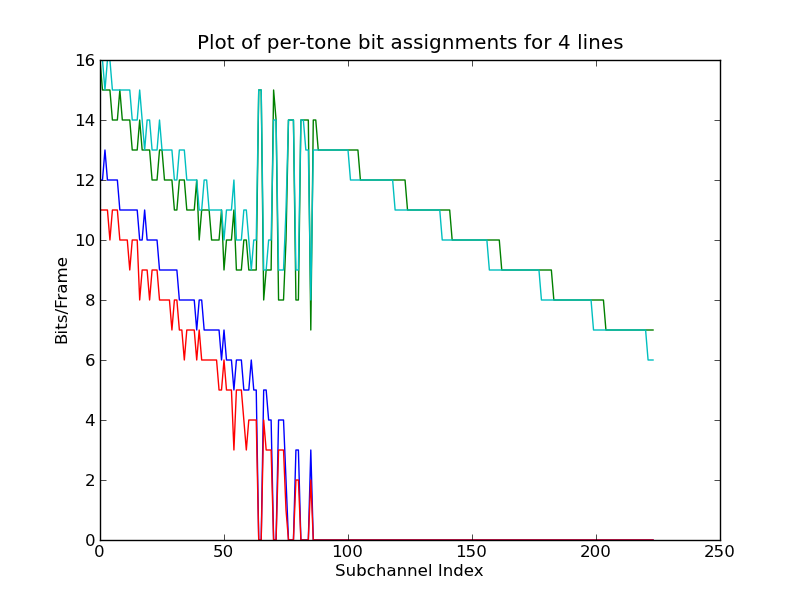 Plot of per-tone bit assignments for 4 lines
16
14
12
10
8
6
4
2
0
Bits/Frame
0 50 100 150 200 250
Subchannel Index